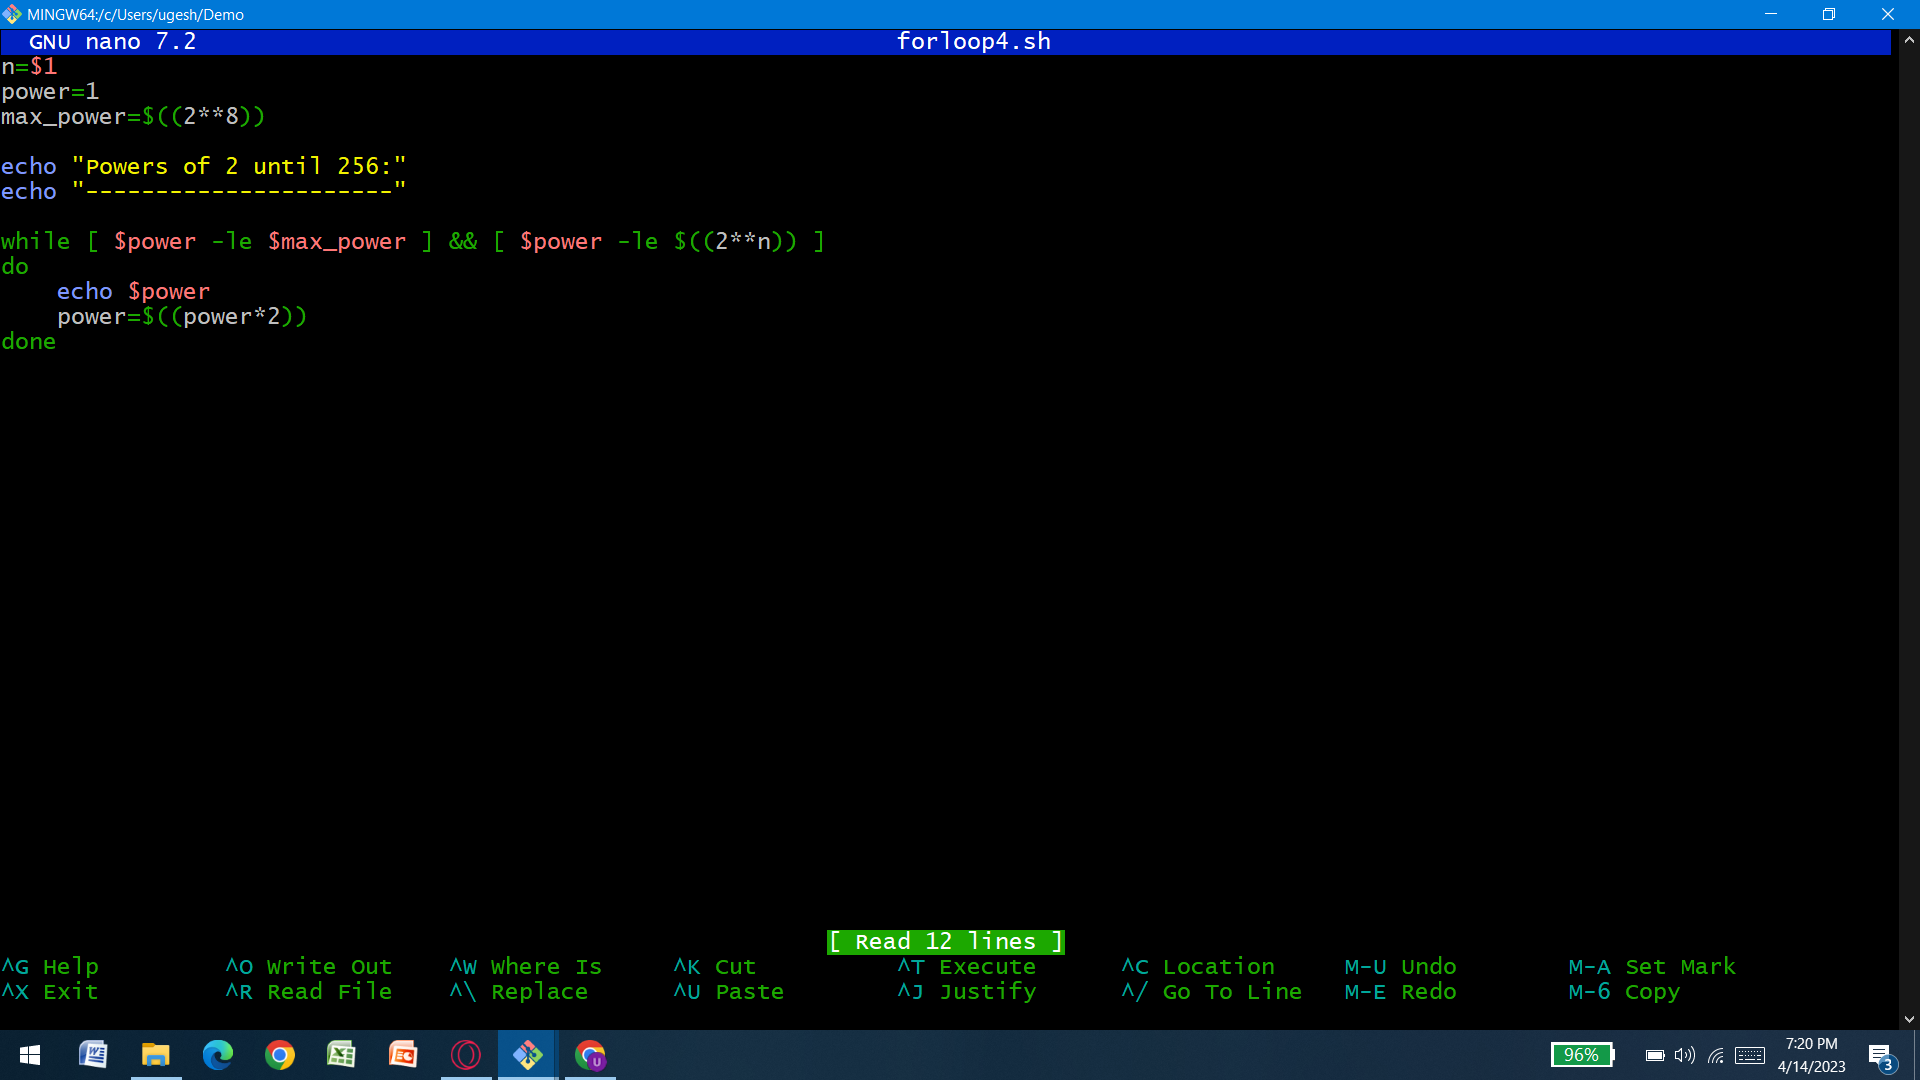 MINGW64:/c/Users/ugesh/Demo
GNU nano 7.2 forloop4.sh
n=$1
power=1
max_power=$((2**8))
echo "Powers of 2 until 256:"
echo "----------------------"
while [ $power -le $max_power ] && [ $power -le $((2**n)) ]
do
    echo $power
    power=$((power*2))
done
[ Read 12 lines ]
^G Help ^O Write Out ^W Where Is ^K Cut ^T Execute ^C Location M-U Undo M-A Set Mark
^X Exit ^R Read File ^\ Replace ^U Paste ^J Justify ^/ Go To Line M-E Redo M-6 Copy
96%
7:20 PM
4/14/2023
3